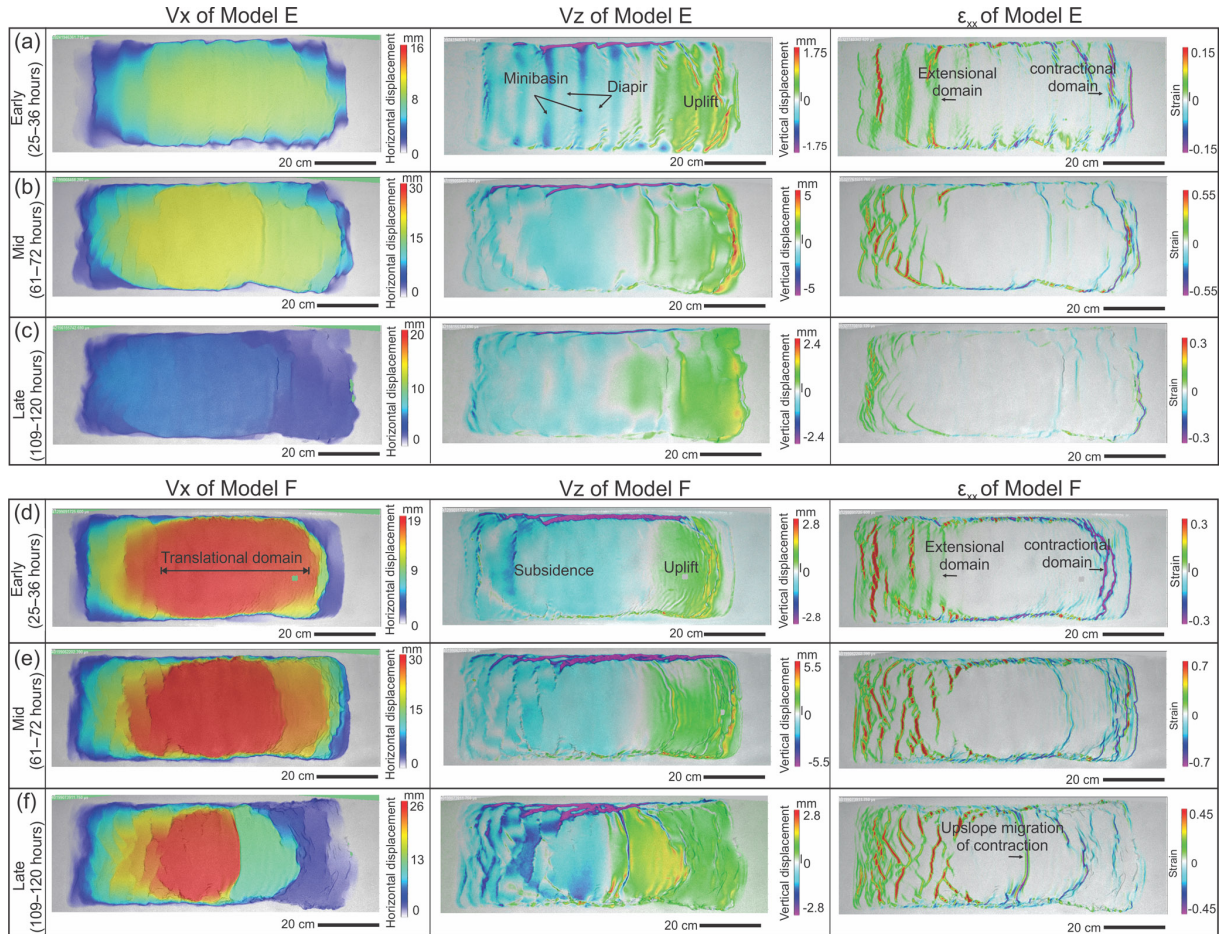 Vx of Model E
Vz of Model E
εxx of Model E
(a)
Early
(25–36 hours)
mm
16
8
0
Horizontal displacement
20 cm
Minibasin
Diapir
Uplift
mm
1.75
0
-1.75
Vertical displacement
20 cm
Extensional
domain
contractional
domain
0.15
0
-0.15
Strain
20 cm
(b)
Mid
(61–72 hours)
mm
30
15
0
Horizontal displacement
20 cm
mm
5
0
-5
Vertical displacement
20 cm
0.55
0
-0.55
Strain
20 cm
(c)
Late
(109–120 hours)
mm
20
10
0
Horizontal displacement
20 cm
mm
2.4
0
-2.4
Vertical displacement
20 cm
0.3
0
-0.3
Strain
20 cm
Vx of Model F
Vz of Model F
εxx of Model F
(d)
Early
(25–36 hours)
Translational domain
mm
19
9
0
Horizontal displacement
20 cm
Subsidence
Uplift
mm
2.8
0
-2.8
Vertical displacement
20 cm
Extensional
domain
contractional
domain
0.3
0
-0.3
Strain
20 cm
(e)
Mid
(61–72 hours)
mm
30
15
0
Horizontal displacement
20 cm
mm
5.5
0
-5.5
Vertical displacement
20 cm
0.7
0
-0.7
Strain
20 cm
(f)
Late
(109–120 hours)
mm
26
13
0
Horizontal displacement
20 cm
mm
2.8
0
-2.8
Vertical displacement
20 cm
Upslope migration
of contraction
0.45
0
-0.45
Strain
20 cm